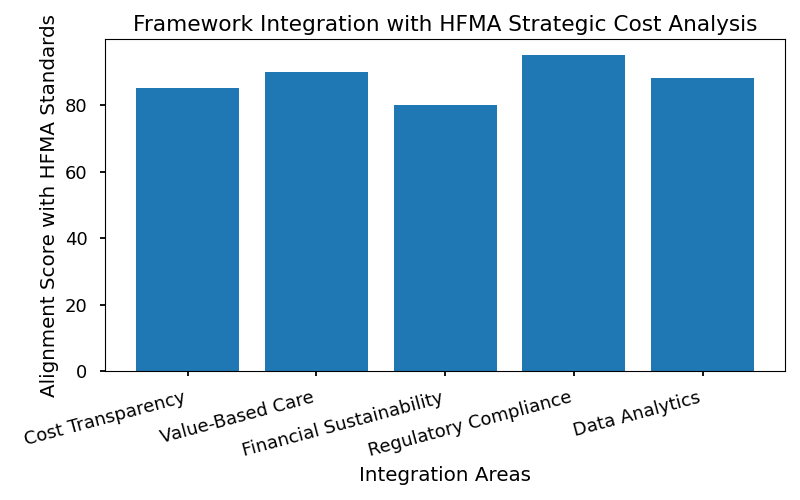 Framework Integration with HFMA Strategic Cost Analysis
Alignment Score with HFMA Standards
80
60
40
20
0
Cost Transparency
Value-Based Care
Financial Sustainability
Regulatory Compliance
Data Analytics
Integration Areas